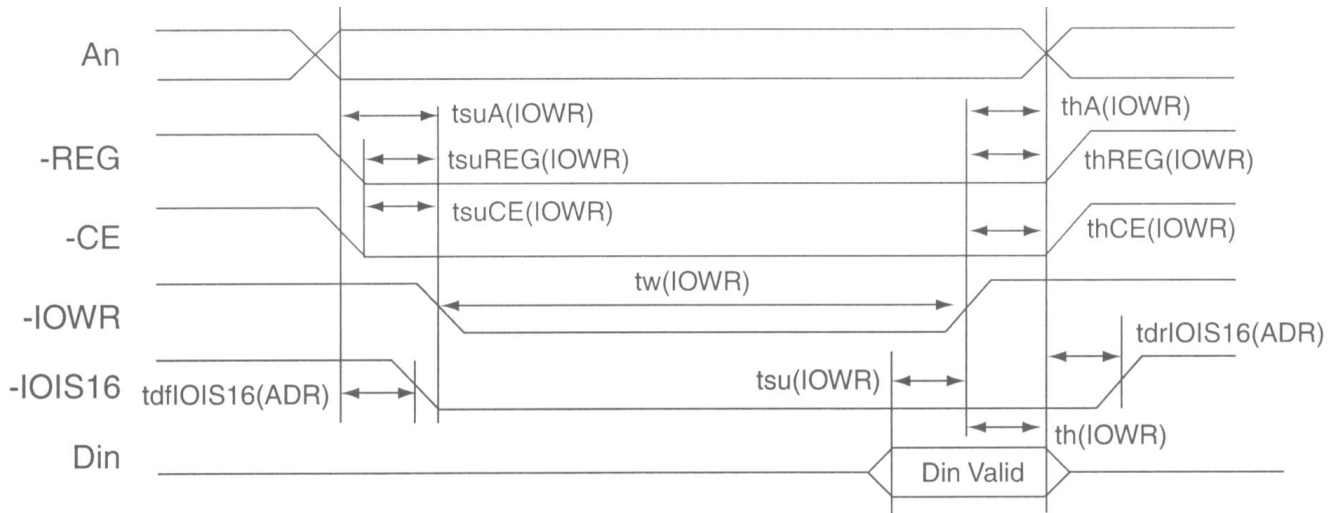 An
tsuA(IOWR)
thA(IOWR)
-REG
tsuREG(IOWR)
thREG(IOWR)
tsuCE(IOWR)
-CE
thCE(IOWR)
tw(IOWR)
-IOWR
tdrIOIS16(ADR)
-IOIS16
tdfIOIS16(ADR)
tsu(IOWR)
th(IOWR)
Din
Din Valid